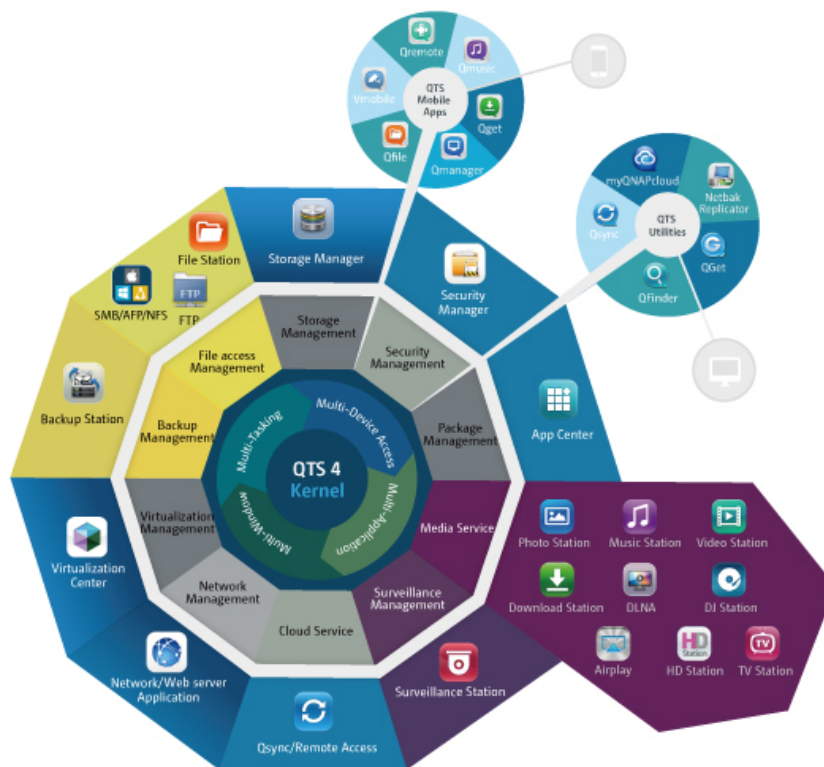 Qremote
Qmusic
Vmobile
QTS
Mobile
Apps
Qget
Qfile
Qmanager
myQNAPcloud
Netbak
Replicator
Qsync
QTS
Utilities
QGet
QFinder
File Station
Storage Manager
SMB/AFP/NFS
FTP
FTP
Security
Manager
Storage
Management
File access
Management
Security
Management
Backup Station
Backup
Management
Multi-Tasking
Multi-Device Access
Package
Management
App Center
QTS 4
Kernel
Multi-Window
Multi-Application
Virtualization
Management
Media Service
Photo Station
Music Station
Video Station
Virtualization
Center
Network
Management
Surveillance
Management
Download Station
DLNA
DJ Station
Cloud Service
HD
Station
TV
Airplay
HD Station
TV Station
Network/Web server
Application
Surveillance Station
Qsync/Remote Access